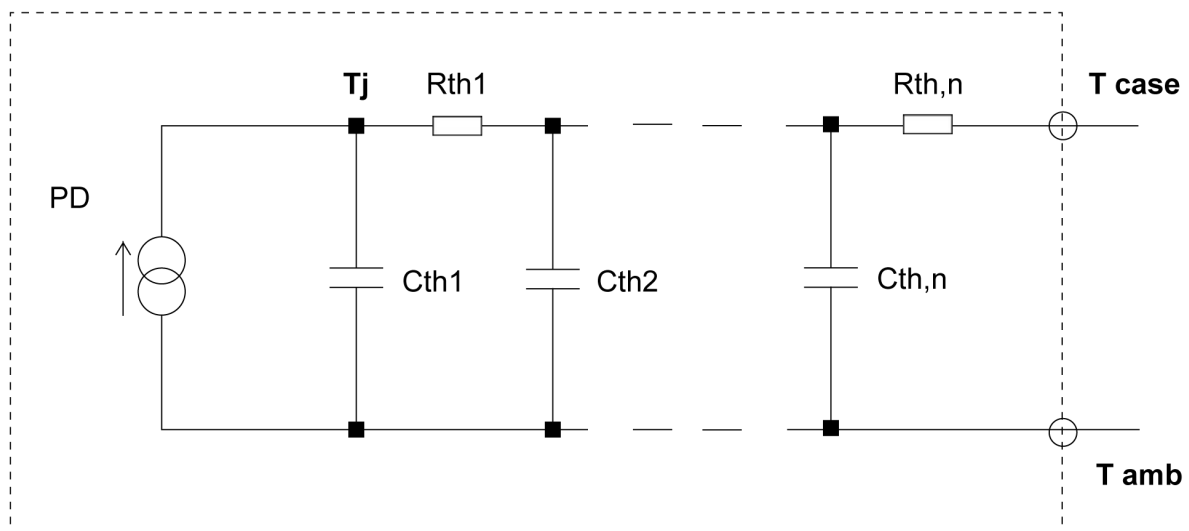 Tj
Rth1
Rth,n
T case
PD
Cth1
Cth2
Cth,n
T amb